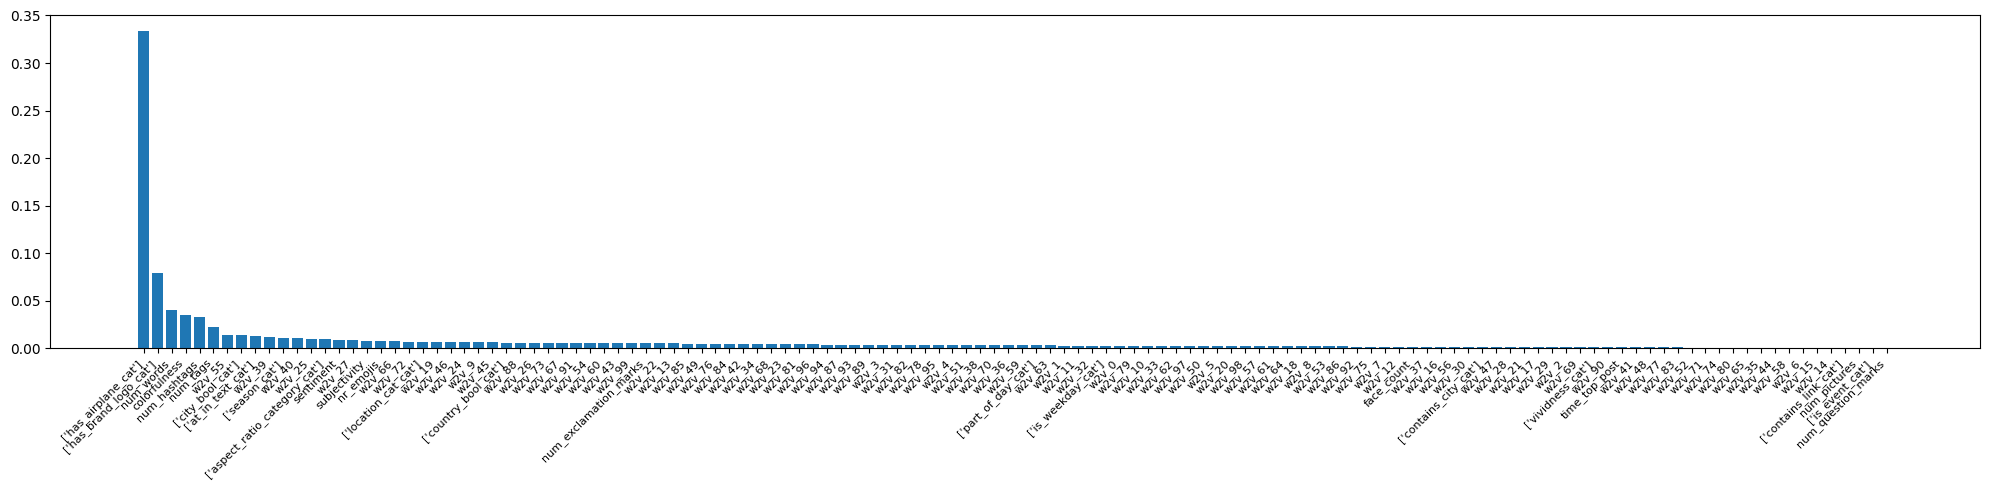 0.35
0.30
0.25
0.20
0.15
0.10
0.05
0.00
['has_airplane_cat']
['has_brand_logo_cat']
num_words
colorfulness
num_hashtags
num_tags
w2v_55
['city_bool_cat']
['at_in_text_cat']
w2v_39
['season_cat']
w2v_40
w2v_25
['aspect_ratio_category_cat']
sentiment
w2v_27
subjectivity
nr_emojis
w2v_66
w2v_72
['location_cat']
w2v_19
w2v_46
w2v_24
w2v_9
w2v_45
['country_bool_cat']
w2v_88
w2v_26
w2v_73
w2v_67
w2v_91
w2v_54
w2v_60
w2v_43
w2v_99
num_exclamation_marks
w2v_22
w2v_13
w2v_85
w2v_49
w2v_76
w2v_84
w2v_42
w2v_34
w2v_68
w2v_23
w2v_81
w2v_96
w2v_94
w2v_87
w2v_93
w2v_89
w2v_3
w2v_31
w2v_82
w2v_78
w2v_95
w2v_4
w2v_51
w2v_38
w2v_70
w2v_36
w2v_59
['part_of_day_cat']
w2v_63
w2v_1
w2v_11
w2v_32
['is_weekday_cat']
w2v_0
w2v_79
w2v_10
w2v_33
w2v_62
w2v_97
w2v_50
w2v_5
w2v_20
w2v_98
w2v_57
w2v_61
w2v_64
w2v_18
w2v_8
w2v_53
w2v_86
w2v_92
w2v_75
w2v_7
w2v_12
face_count
w2v_37
w2v_16
w2v_56
w2v_30
['contains_city_cat']
w2v_47
w2v_28
w2v_21
w2v_17
w2v_29
w2v_2
w2v_69
['vividness_cat']
w2v_90
time_top_post
w2v_41
w2v_48
w2v_77
w2v_83
w2v_52
w2v_71
w2v_74
w2v_80
w2v_65
w2v_35
w2v_44
w2v_58
w2v_6
w2v_15
w2v_14
['contains_link_cat']
num_pictures
['is_event_cat']
num_question_marks